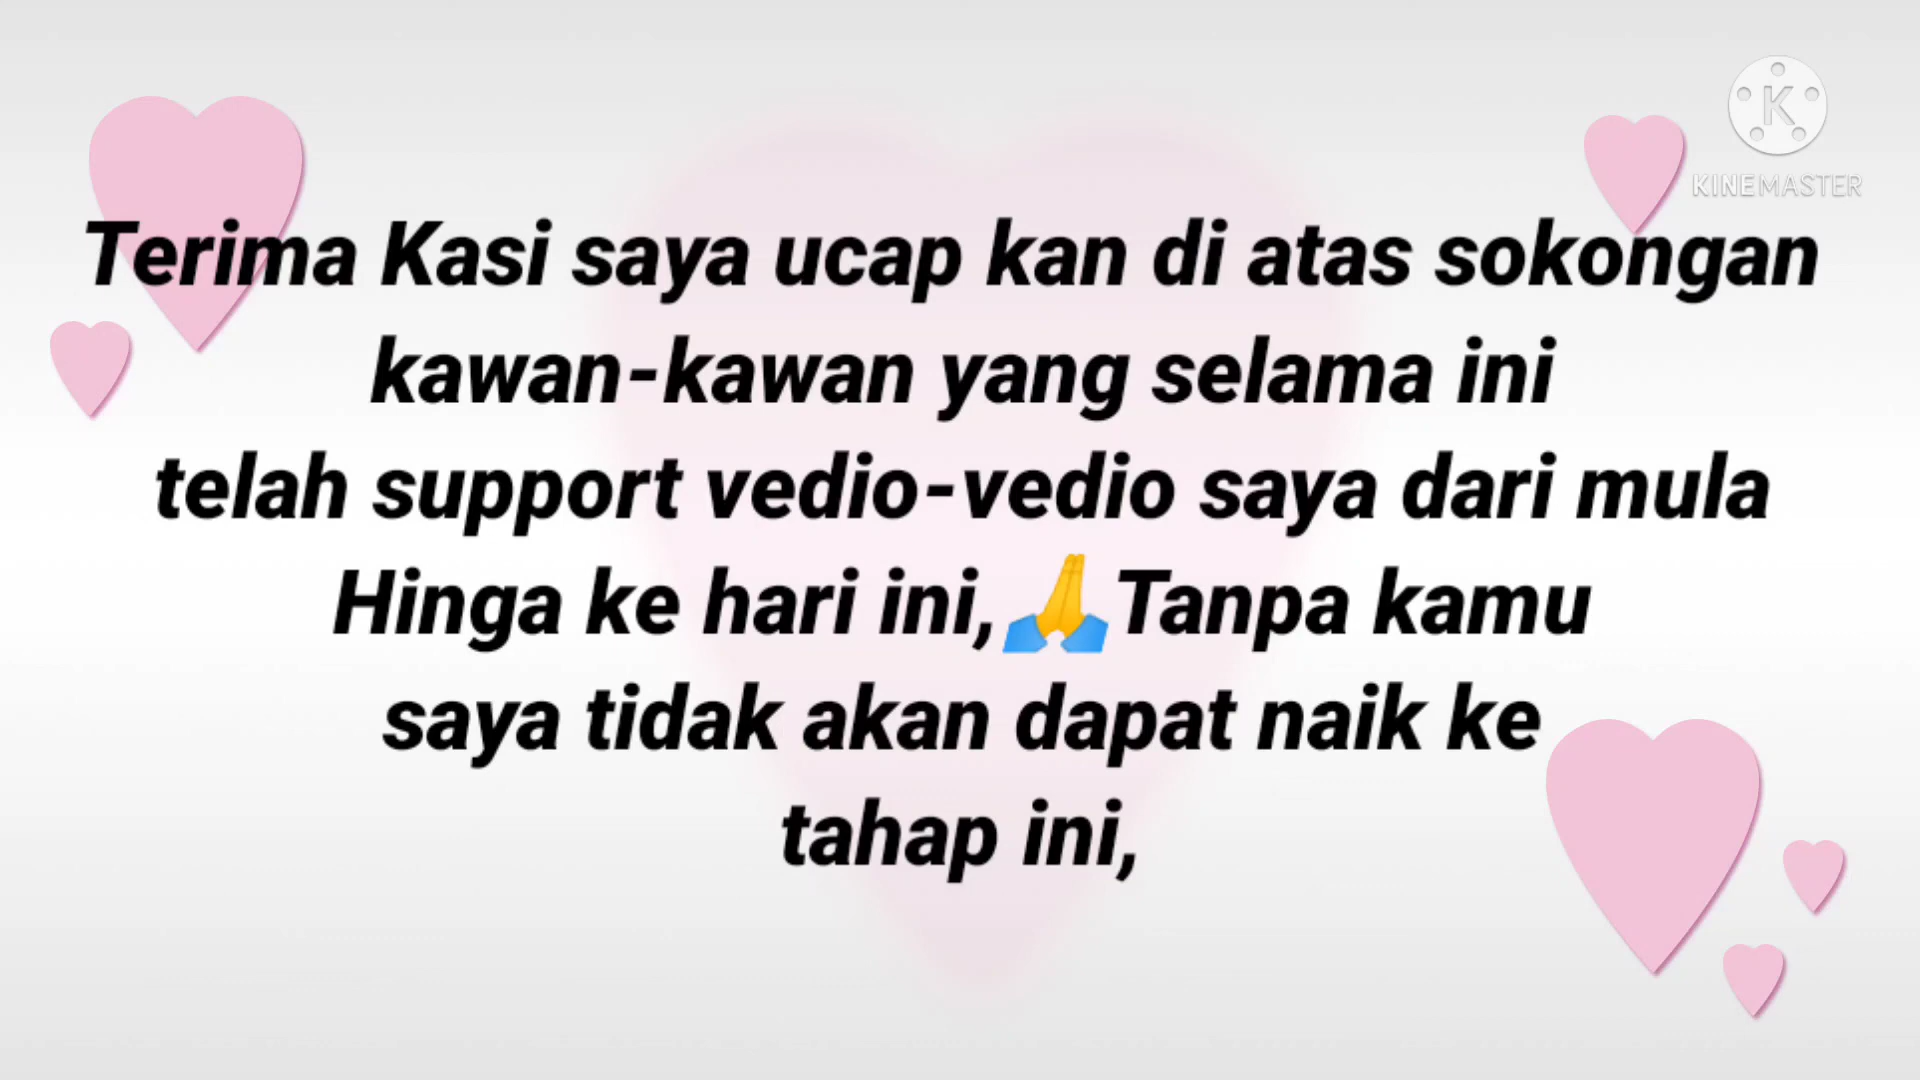 KINEMASTER
Terima Kasi saya ucap kan di atas sokongan
kawan-kawan yang selama ini
telah support vedio-vedio saya dari mula
Hinga ke hari ini,🙏Tanpa kamu
saya tidak akan dapat naik ke
tahap ini,